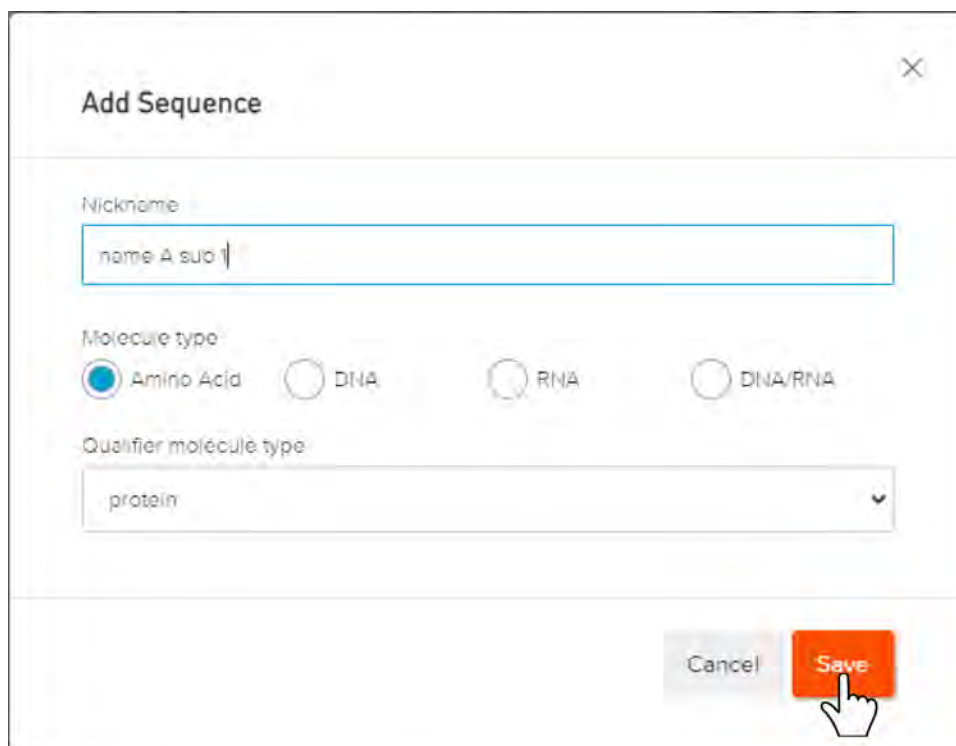 Add Sequence
Nickname
name A sub 1
Molecule type
Amino Acid DNA RNA DNA/RNA
Qualifier molecule type
protein
Cancel Save